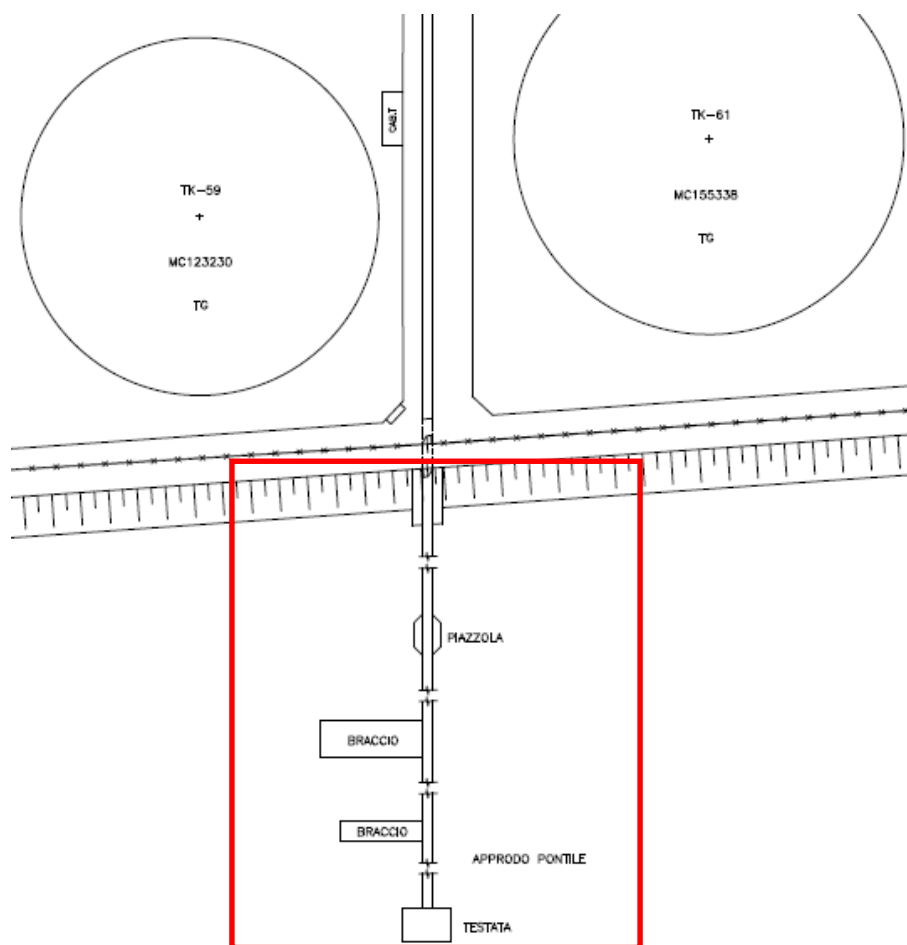 TK-61
TK-59
CAB.T
MC155338
TG
MC123230
TG
PIAZZOLA
BRACCIO
BRACCIO
APPRODO PONTILE
TESTATA